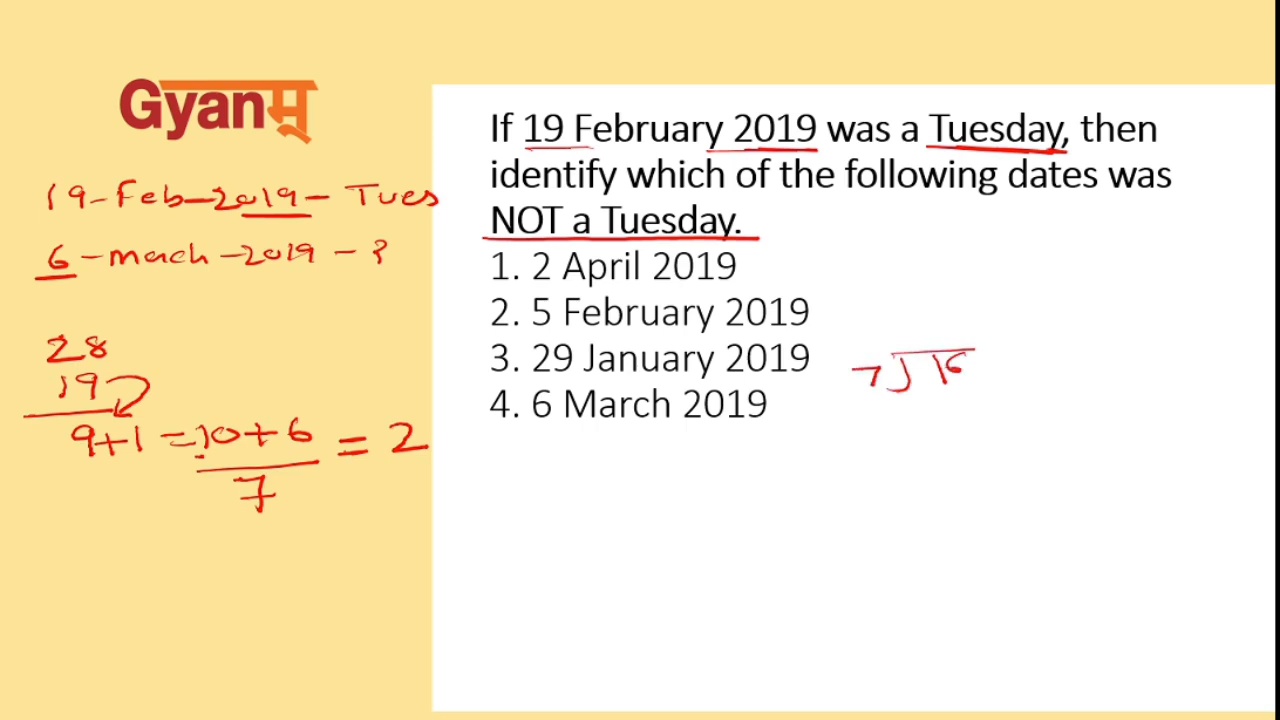 Gyanम्
19-Feb-2019- Tues
6-mach-2019-?
28
19
9+1=10+6
7
= 2
If 19 February 2019 was a Tuesday, then
identify which of the following dates was
NOT a Tuesday.
1. 2 April 2019
2. 5 February 2019
3. 29 January 2019
4. 6 March 2019
7 16